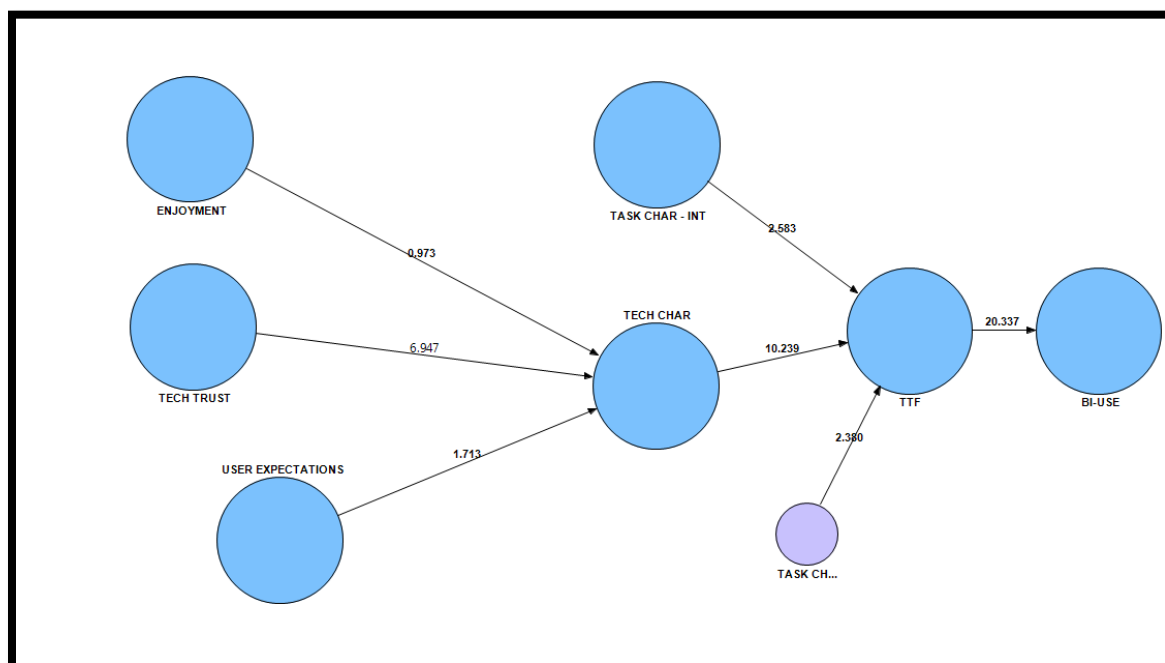 ENJOYMENT
TASK CHAR - INT
2.583
0.973
TECH CHAR
20.337
6.947
10.239
TECH TRUST
TTF
BI-USE
2.380
1.713
USER EXPECTATIONS
TASK CH...